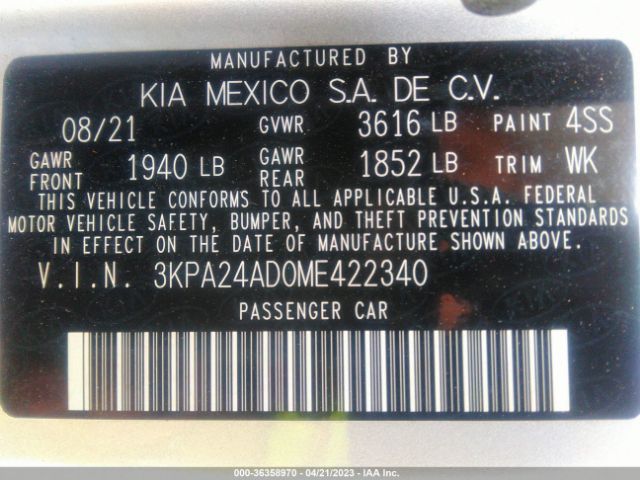 MANUFACTURED BY
KIA MEXICO S.A. DE C.V.
08/21 GVWR 3616 LB PAINT 4SS
GAWR FRONT 1940 LB GAWR REAR 1852 LB TRIM WK
THIS VEHICLE CONFORMS TO ALL APPLICABLE U.S.A. FEDERAL
MOTOR VEHICLE SAFETY, BUMPER, AND THEFT PREVENTION STANDARDS
IN EFFECT ON THE DATE OF MANUFACTURE SHOWN ABOVE.
V.I.N. 3KPA24AD0ME422340
PASSENGER CAR
000-36358970 - 04/21/2023 - IAA Inc.